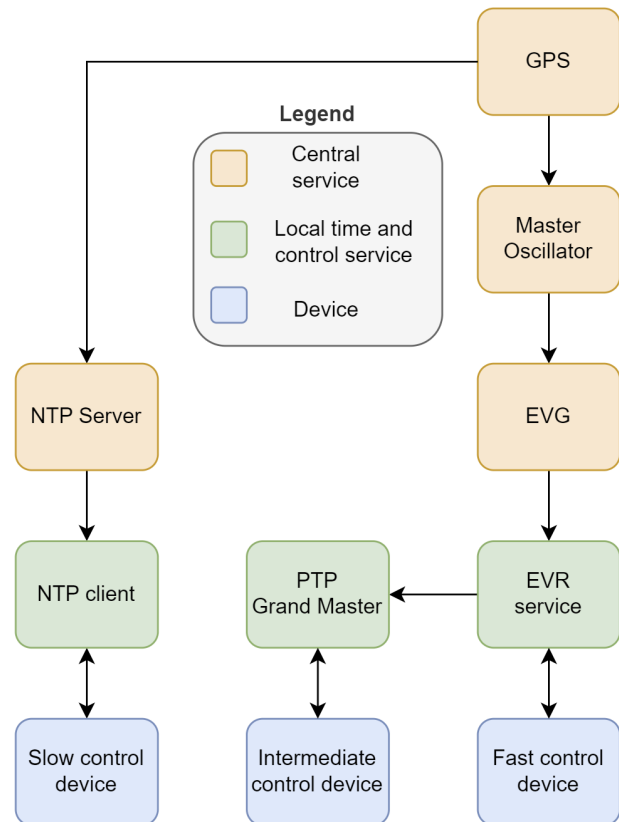 GPS
Legend
Central
service
Local time and
control service
Device
Master
Oscillator
NTP Server
EVG
NTP client
PTP
Grand Master
EVR
service
Slow control
device
Intermediate
control device
Fast control
device